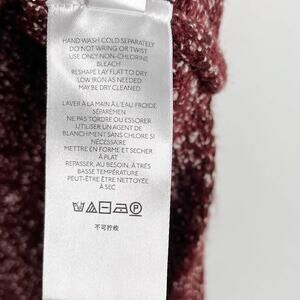 HAND WASH COLD SEPARATELY
DO NOT WRING OR TWIST
USE ONLY NON-CHLORINE
BLEACH
RESHAPE LAY FLAT TO DRY
LOW IRON AS NEEDED
MAY BE DRY CLEANED
LAVER À LA MAIN À L'EAU FROIDE
SÉPARÉMEN
NE PAS TORDRE OU ESSORER
UTILISER UN AGENT DE
BLANCHIMENT SANS CHLORE SI
NÉCESSAIRE
METTRE EN FORME ET SÉCHER
À PLAT
REPASSER, AU BESOIN, À TRÈS
BASSE TEMPÉRATURE
PEUT-ÊTRE ÊTRE NETTOYÉE
À SEC
不可拧绞